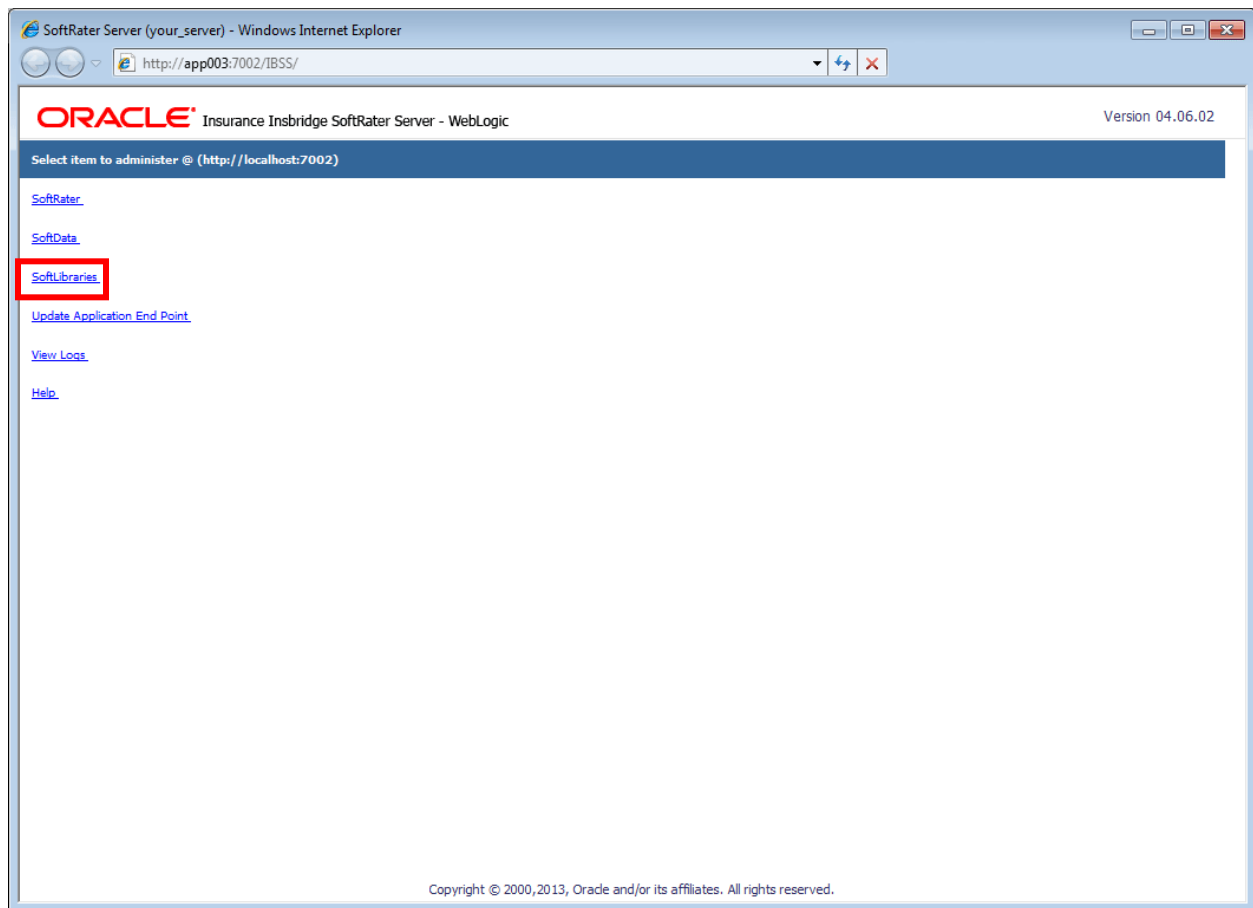 SoftRater Server (your_server) - Windows Internet Explorer
http://app003:7002/IBSS/
ORACLE Insurance Insbridge SoftRater Server - WebLogic
Version 04.06.02
Select item to administer @ (http://localhost:7002)
SoftRater
SoftData
SoftLibraries
Update Application End Point
View Logs
Help
Copyright © 2000,2013, Oracle and/or its affiliates. All rights reserved.